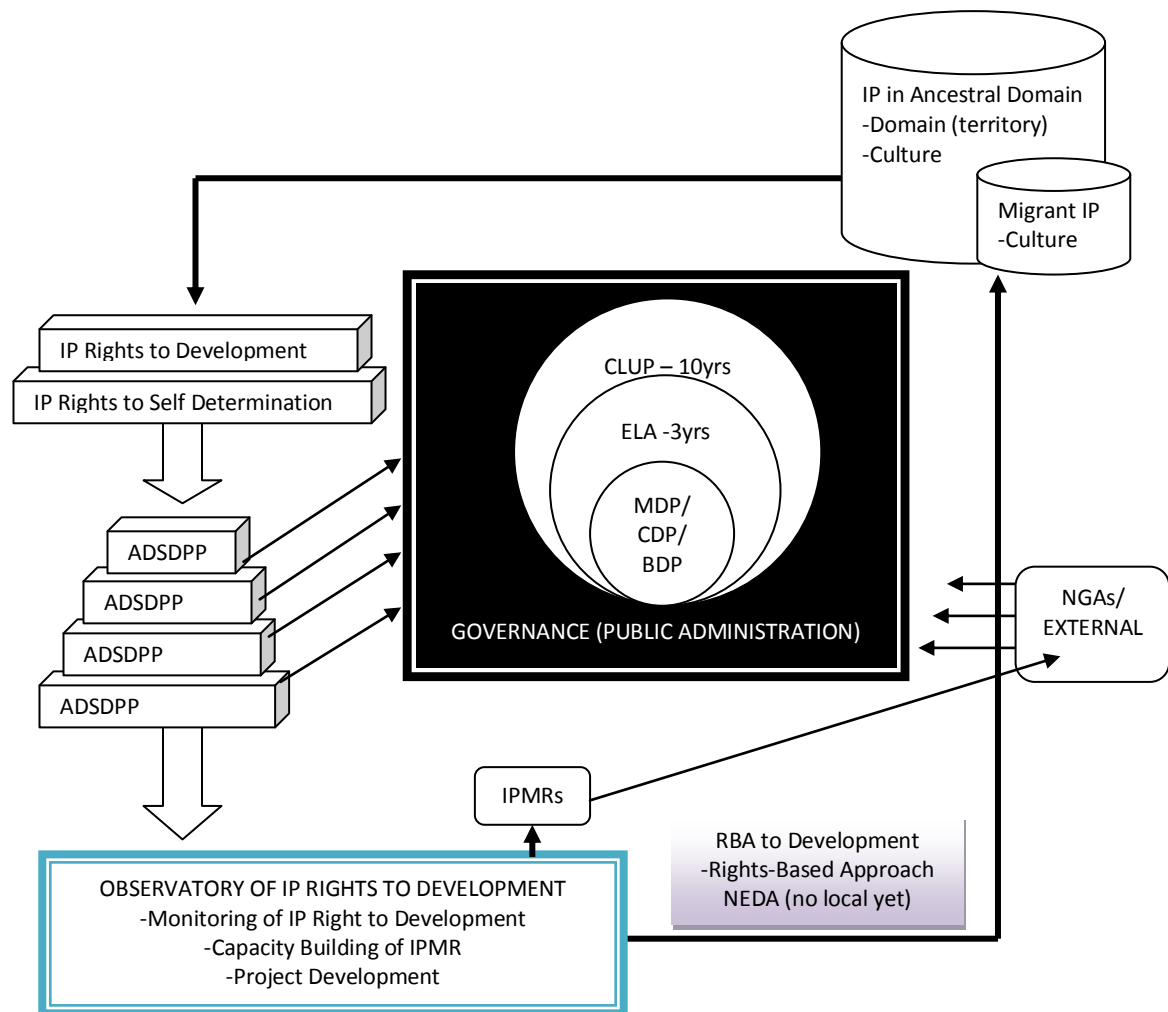 IP in Ancestral Domain
-Domain (territory)
-Culture
Migrant IP
-Culture
IP Rights to Development
IP Rights to Self Determination
CLUP – 10yrs
ELA -3yrs
MDP/
CDP/
BDP
GOVERNANCE (PUBLIC ADMINISTRATION)
ADSDPP
ADSDPP
ADSDPP
ADSDPP
NGAs/
EXTERNAL
IPMRs
RBA to Development
-Rights-Based Approach
NEDA (no local yet)
OBSERVATORY OF IP RIGHTS TO DEVELOPMENT
-Monitoring of IP Right to Development
-Capacity Building of IPMR
-Project Development